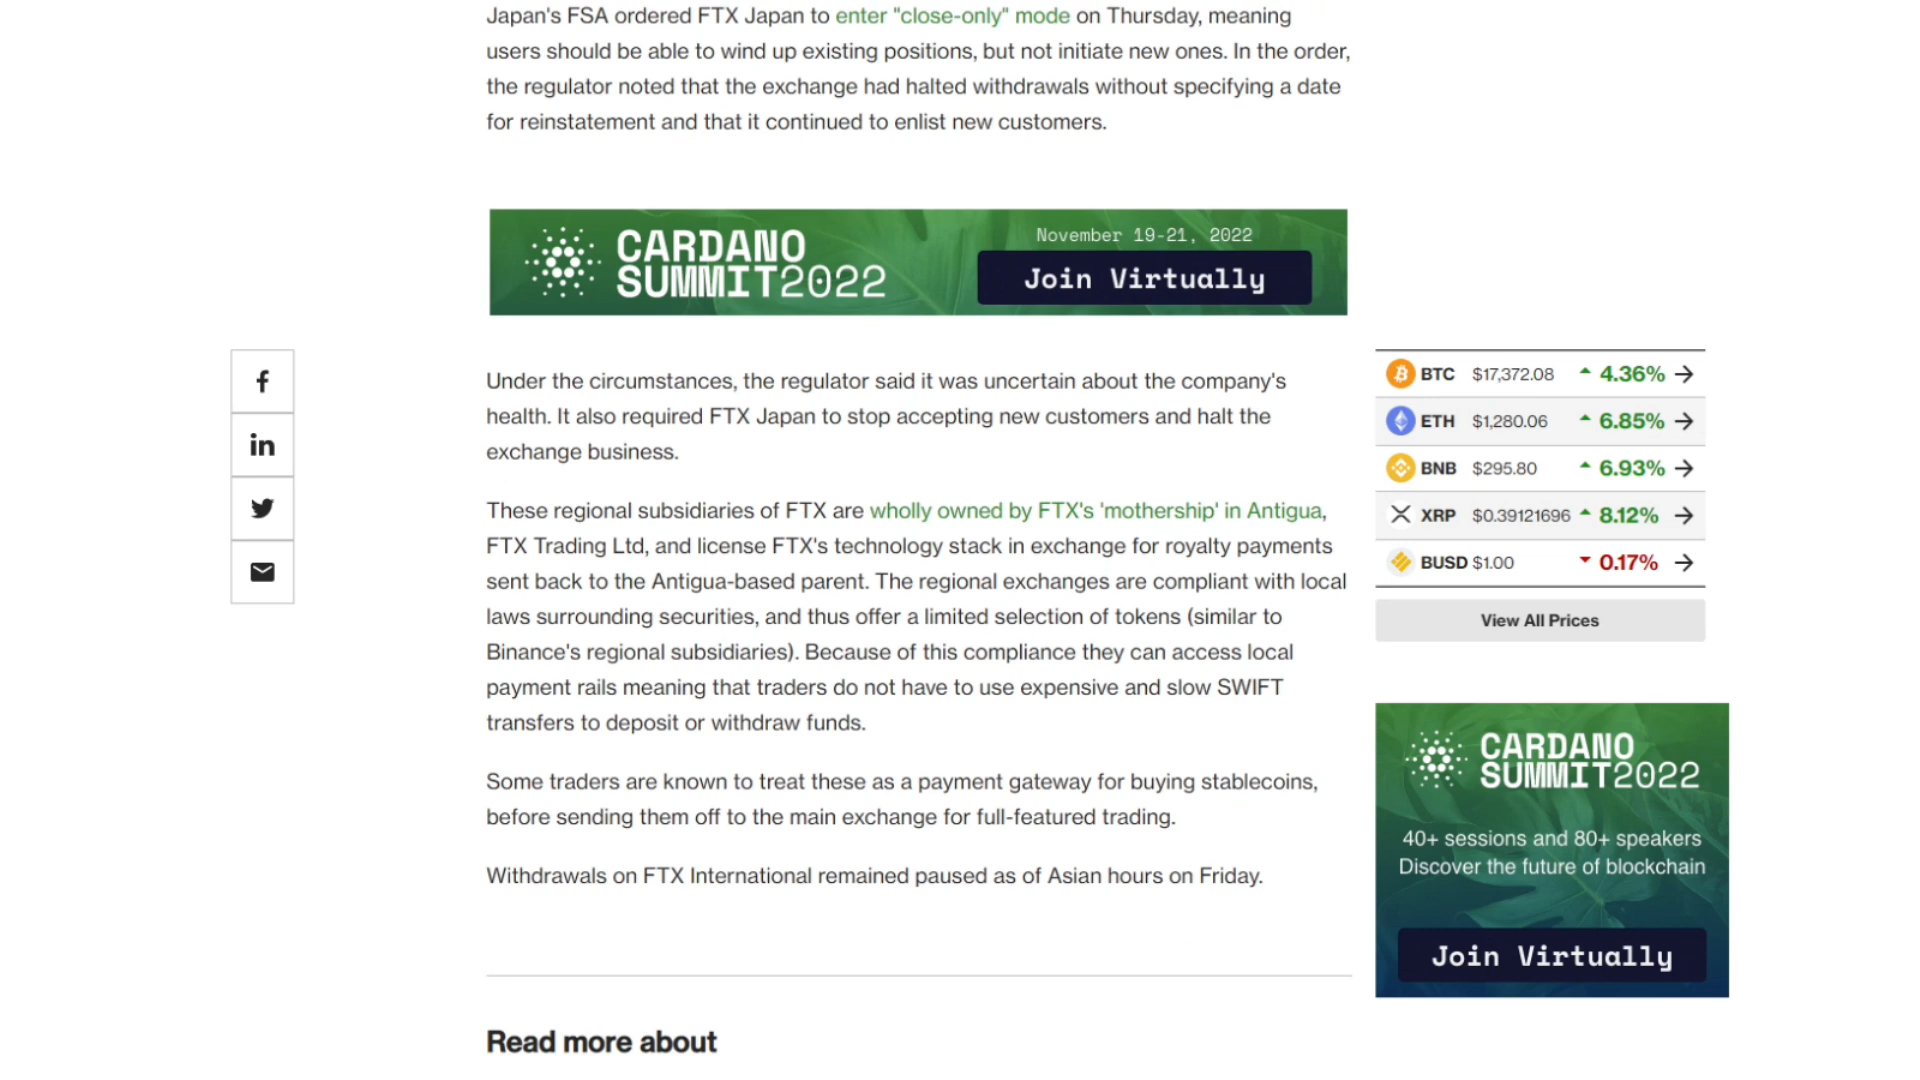 Japan's FSA ordered FTX Japan to enter "close-only" mode on Thursday, meaning
users should be able to wind up existing positions, but not initiate new ones. In the order,
the regulator noted that the exchange had halted withdrawals without specifying a date
for reinstatement and that it continued to enlist new customers.
CARDANO
SUMMIT2022
November 19-21, 2022
Join Virtually
Under the circumstances, the regulator said it was uncertain about the company's
health. It also required FTX Japan to stop accepting new customers and halt the
exchange business.
These regional subsidiaries of FTX are wholly owned by FTX's 'mothership' in Antigua,
FTX Trading Ltd, and license FTX's technology stack in exchange for royalty payments
sent back to the Antigua-based parent. The regional exchanges are compliant with local
laws surrounding securities, and thus offer a limited selection of tokens (similar to
Binance's regional subsidiaries). Because of this compliance they can access local
payment rails meaning that traders do not have to use expensive and slow SWIFT
transfers to deposit or withdraw funds.
Some traders are known to treat these as a payment gateway for buying stablecoins,
before sending them off to the main exchange for full-featured trading.
Withdrawals on FTX International remained paused as of Asian hours on Friday.
Read more about
BTC $17,372.08 4.36%
ETH $1,280.06 6.85%
BNB $295.80 6.93%
XRP $0.39121696 8.12%
BUSD $1.00 0.17%
View All Prices
CARDANO
SUMMIT2022
40+ sessions and 80+ speakers
Discover the future of blockchain
Join Virtually